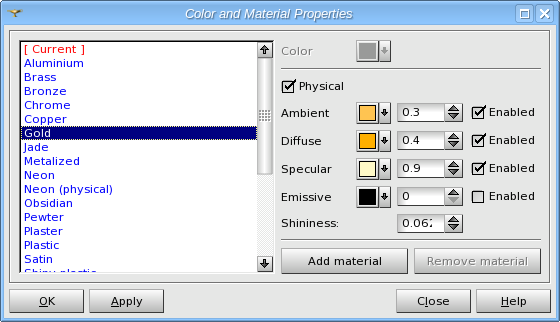 Color and Material Properties
[ Current ]
Aluminium
Brass
Bronze
Chrome
Copper
Gold
Jade
Metalized
Neon
Neon (physical)
Obsidian
Pewter
Plaster
Plastic
Satin
Shiny plastic
Color
Physical
Ambient 0.3 Enabled
Diffuse 0.4 Enabled
Specular 0.9 Enabled
Emissive 0 Enabled
Shininess: 0.062
Add material Remove material
OK Apply Close Help